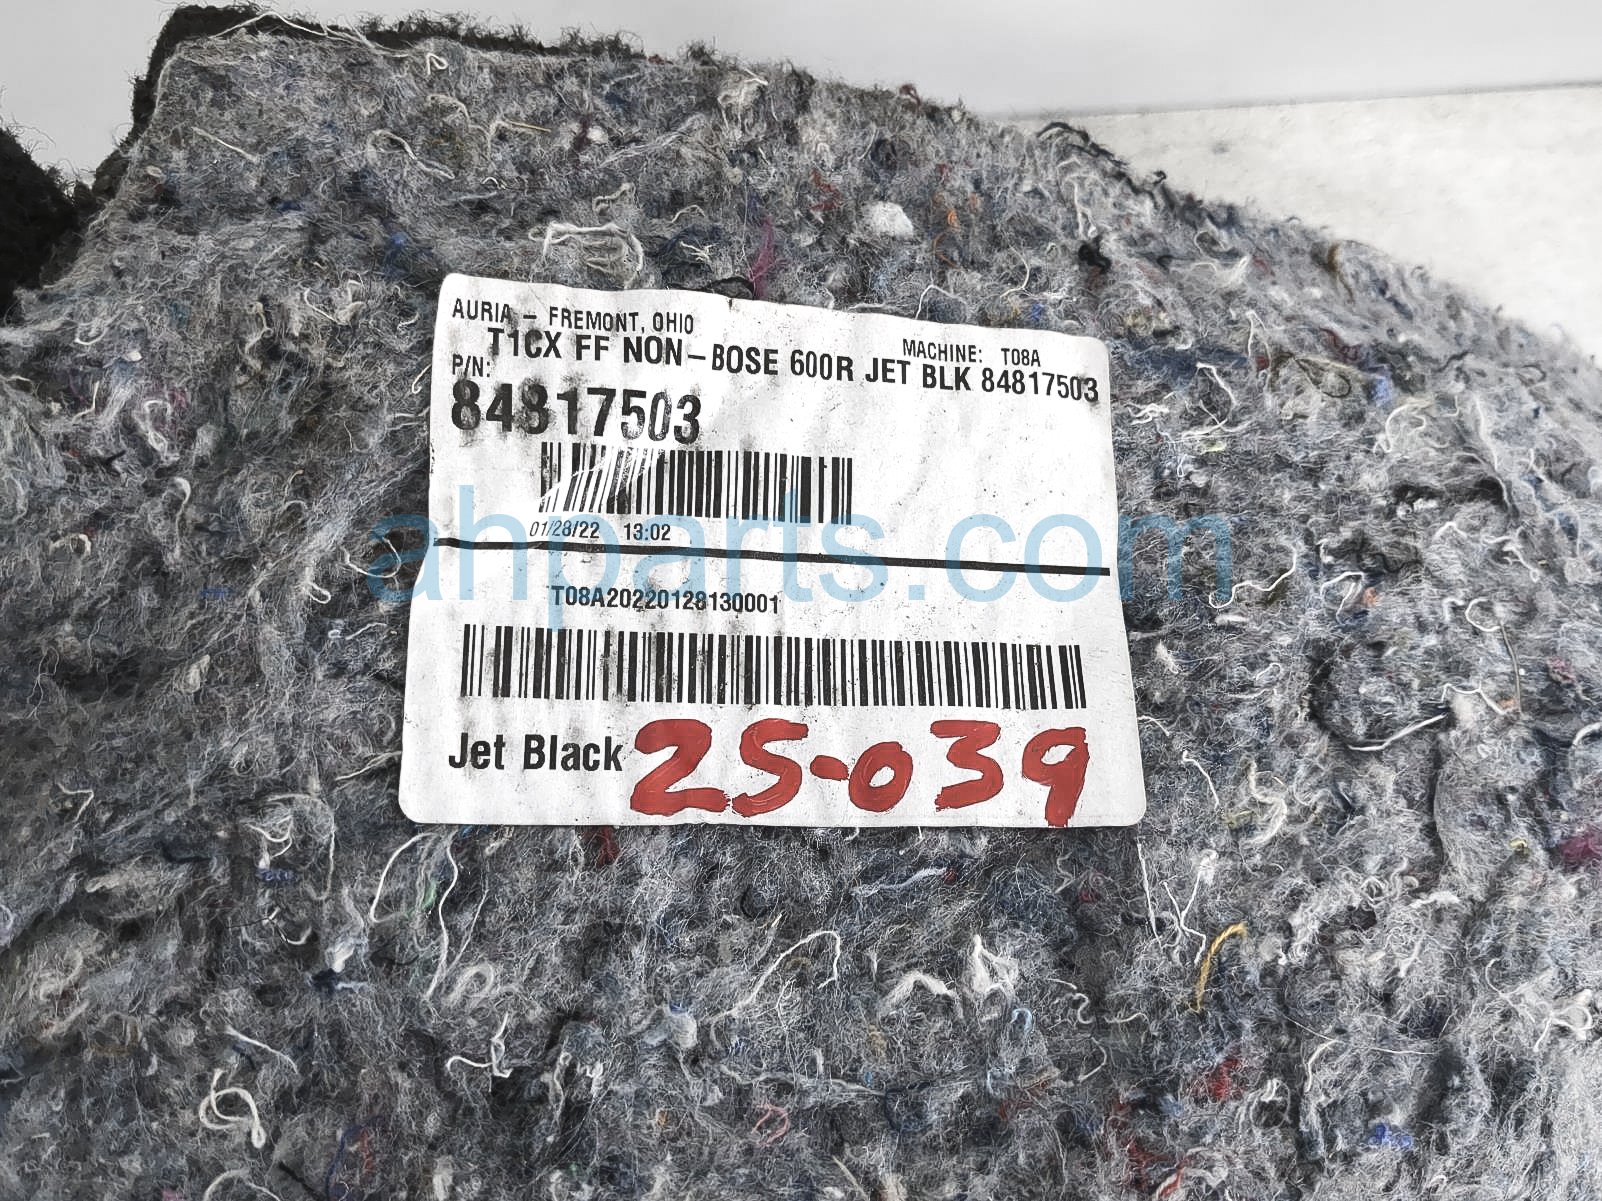 AURIA - FREMONT, OHIO
MACHINE: T08A
T1CX FF NON-BOSE 600R JET BLK 84817503
P/N:
84817503
01/28/22 13:02
ahparts.com
T08A20220128130001
Jet Black 25-039